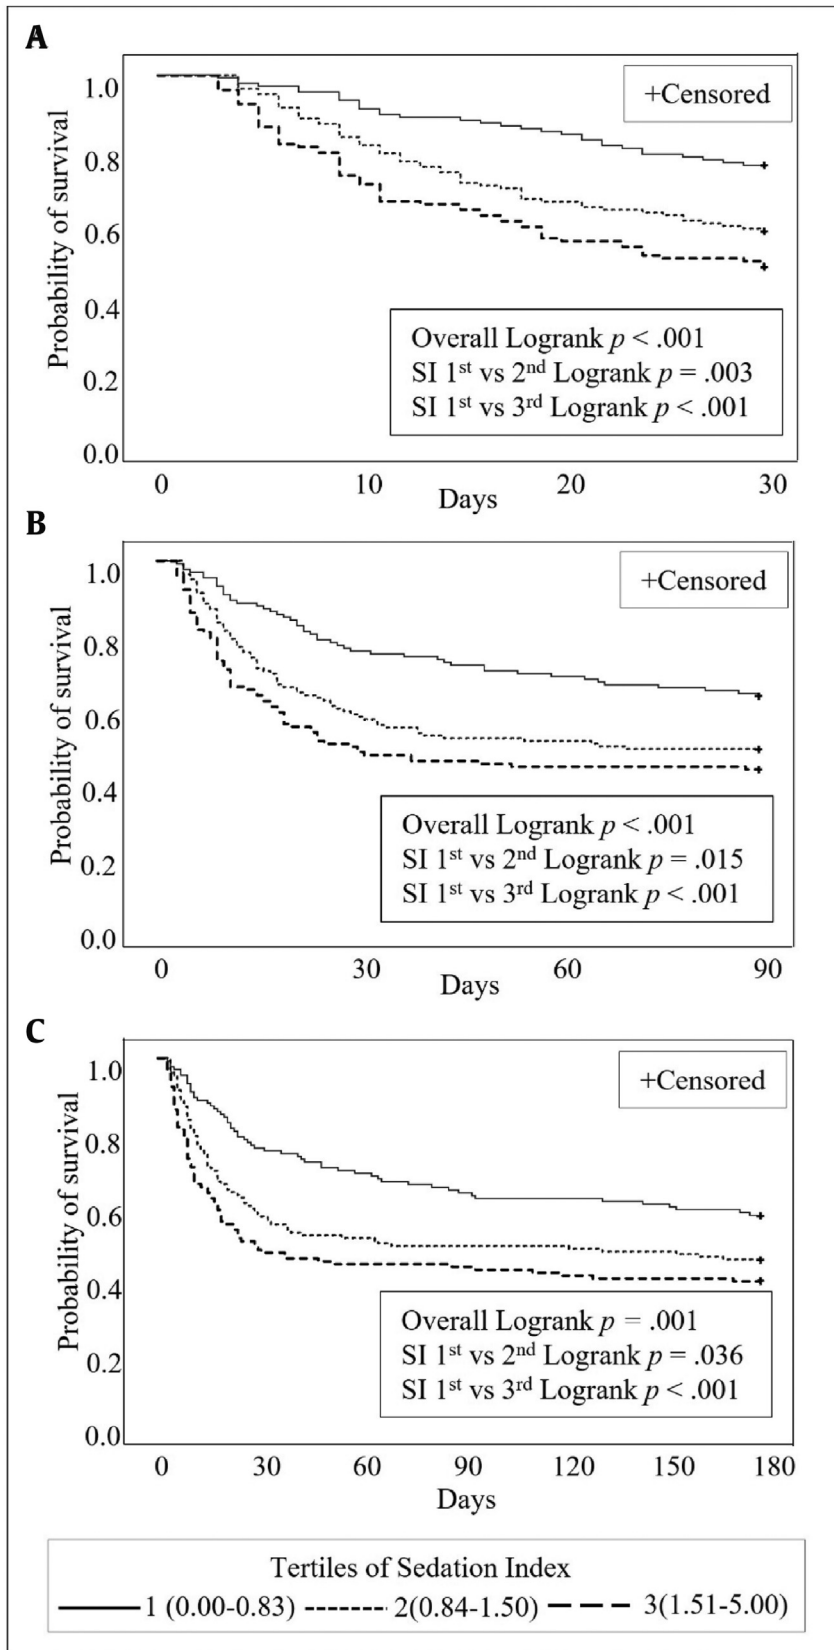 A
1.0
0.8
0.6
0.4
0.2
0.0
Probability of survival
+Censored
Overall Logrank p < .001
SI 1st vs 2nd Logrank p = .003
SI 1st vs 3rd Logrank p < .001
0 10 20 30
Days
B
1.0
0.8
0.6
0.4
0.2
0.0
Probability of survival
+Censored
Overall Logrank p < .001
SI 1st vs 2nd Logrank p = .015
SI 1st vs 3rd Logrank p < .001
0 30 60 90
Days
C
1.0
0.8
0.6
0.4
0.2
0.0
Probability of survival
+Censored
Overall Logrank p = .001
SI 1st vs 2nd Logrank p = .036
SI 1st vs 3rd Logrank p < .001
0 30 60 90 120 150 180
Days
Tertiles of Sedation Index
1 (0.00-0.83) 2(0.84-1.50) 3(1.51-5.00)